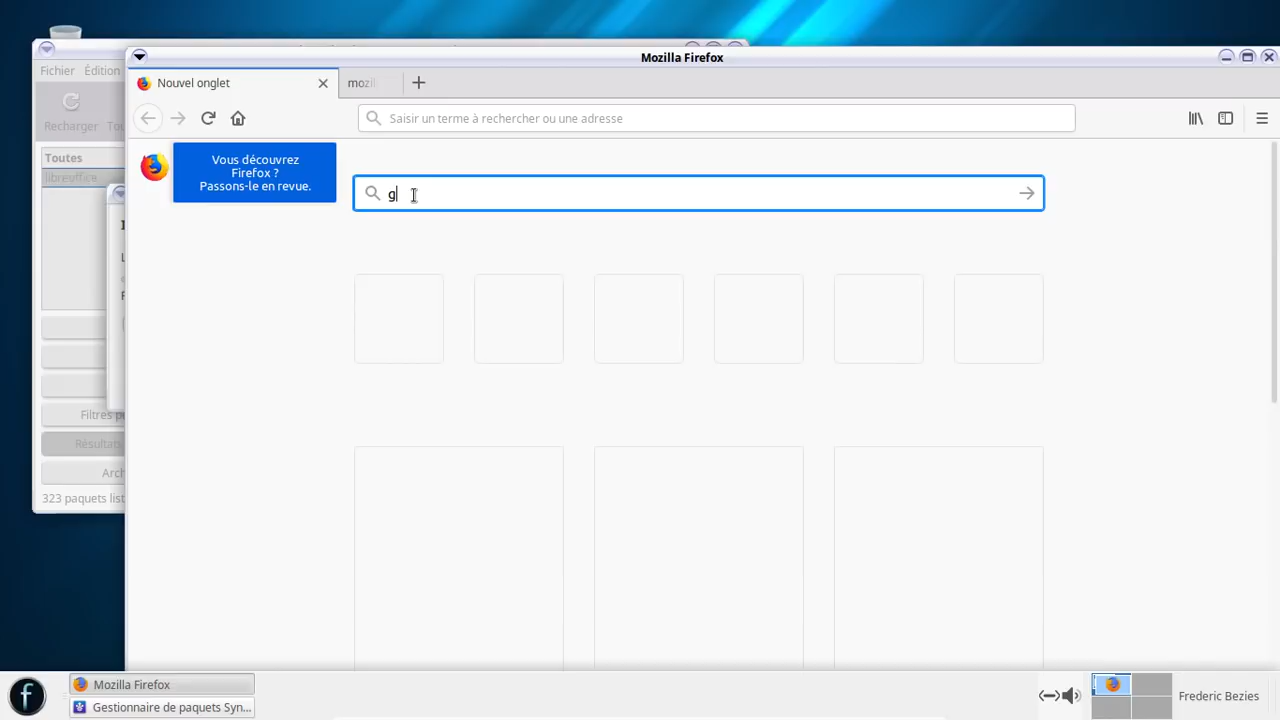 Mozilla Firefox
Fichier Édition
Nouvel onglet
mozil
Recharger
Saisir un terme à rechercher ou une adresse
Toutes
libreoffice
Vous découvrez
Firefox ?
Passons-le en revue.
g
Filtres
Résultats
Arch
323 paquets list
Mozilla Firefox
Gestionnaire de paquets Syn...
Frederic Bezies